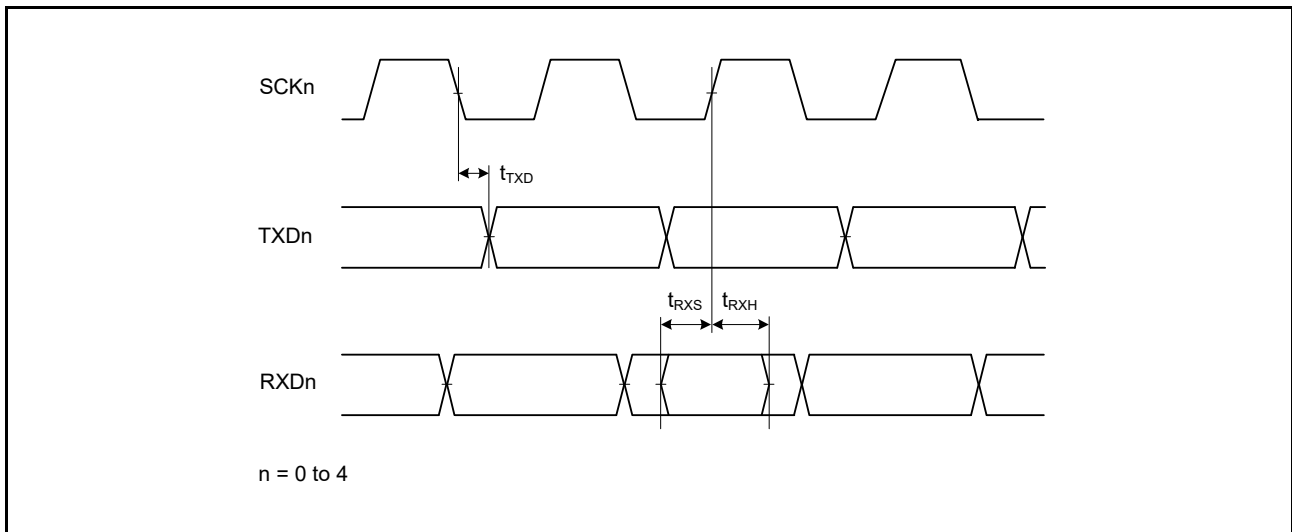 SCKn
tTXD
TXDn
tRXS tRXH
RXDn
n = 0 to 4